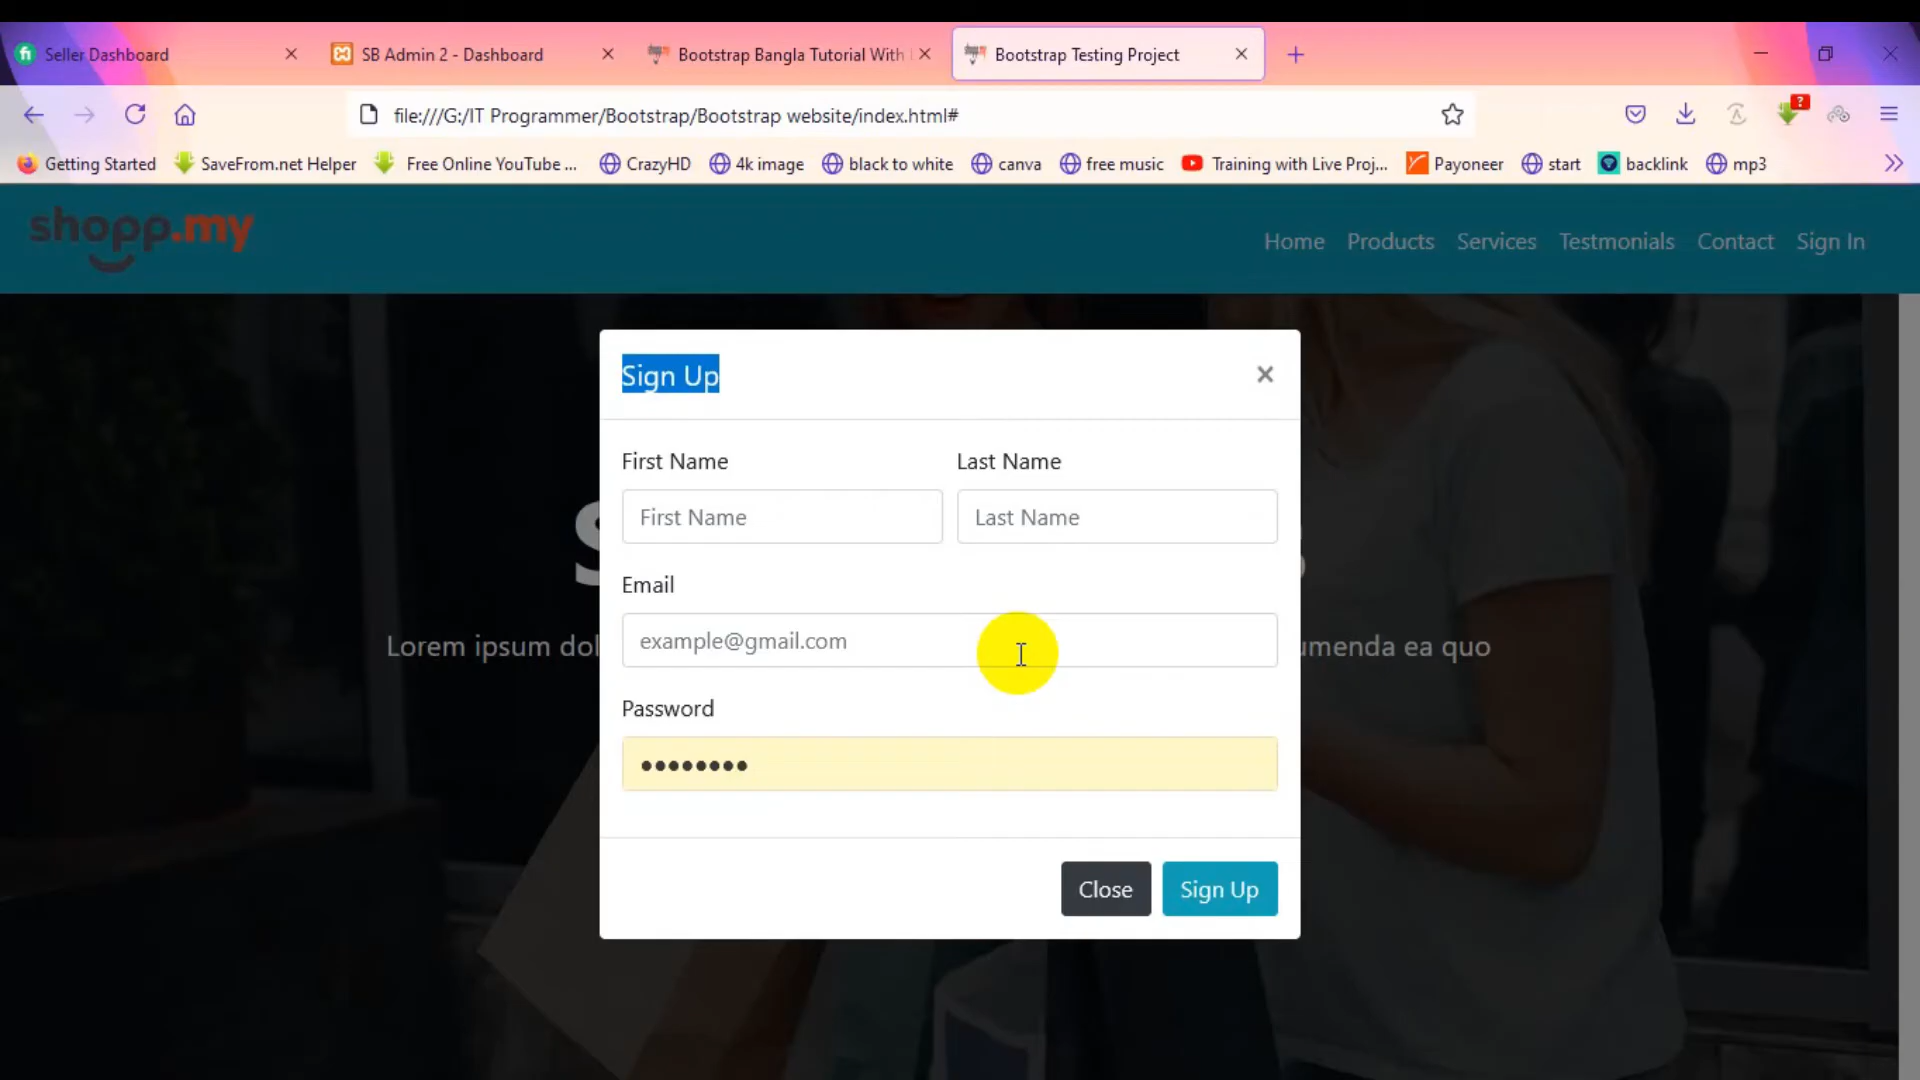 Seller Dashboard
SB Admin 2 - Dashboard
Bootstrap Bangla Tutorial With
Bootstrap Testing Project
file:///G:/IT Programmer/Bootstrap/Bootstrap website/index.html#
?
Getting Started
SaveFrom.net Helper
Free Online YouTube ...
CrazyHD
4k image
black to white
canva
free music
Training with Live Proj...
Payoneer
start
backlink
mp3
shopp.my
Home
Products
Services
Testmonials
Contact
Sign In
Sign Up
First Name
Last Name
First Name
Last Name
Email
example@gmail.com
Lorem ipsum dol
umenda ea quo
Password
Close
Sign Up